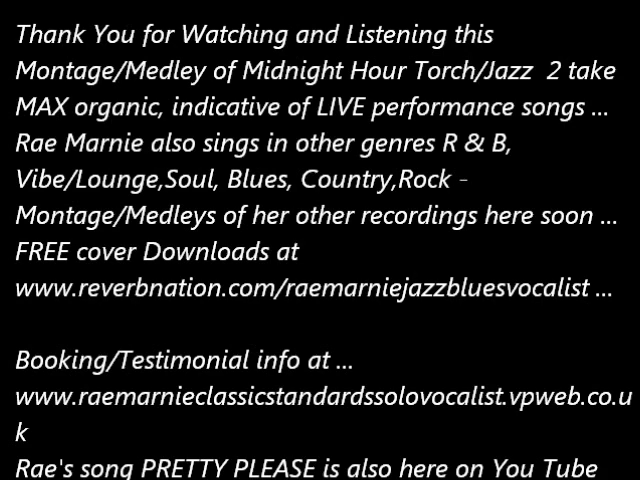 Thank You for Watching and Listening this
Montage/Medley of Midnight Hour Torch/Jazz  2 take
MAX organic, indicative of LIVE performance songs ...
Rae Marnie also sings in other genres R & B,
Vibe/Lounge,Soul, Blues, Country,Rock -
Montage/Medleys of her other recordings here soon ...
FREE cover Downloads at
www.reverbnation.com/raemarniejazzbluesvocalist ...
Booking/Testimonial info at ...
www.raemarnieclassicstandardssolovocalist.vpweb.co.u
k
Rae's song PRETTY PLEASE is also here on You Tube